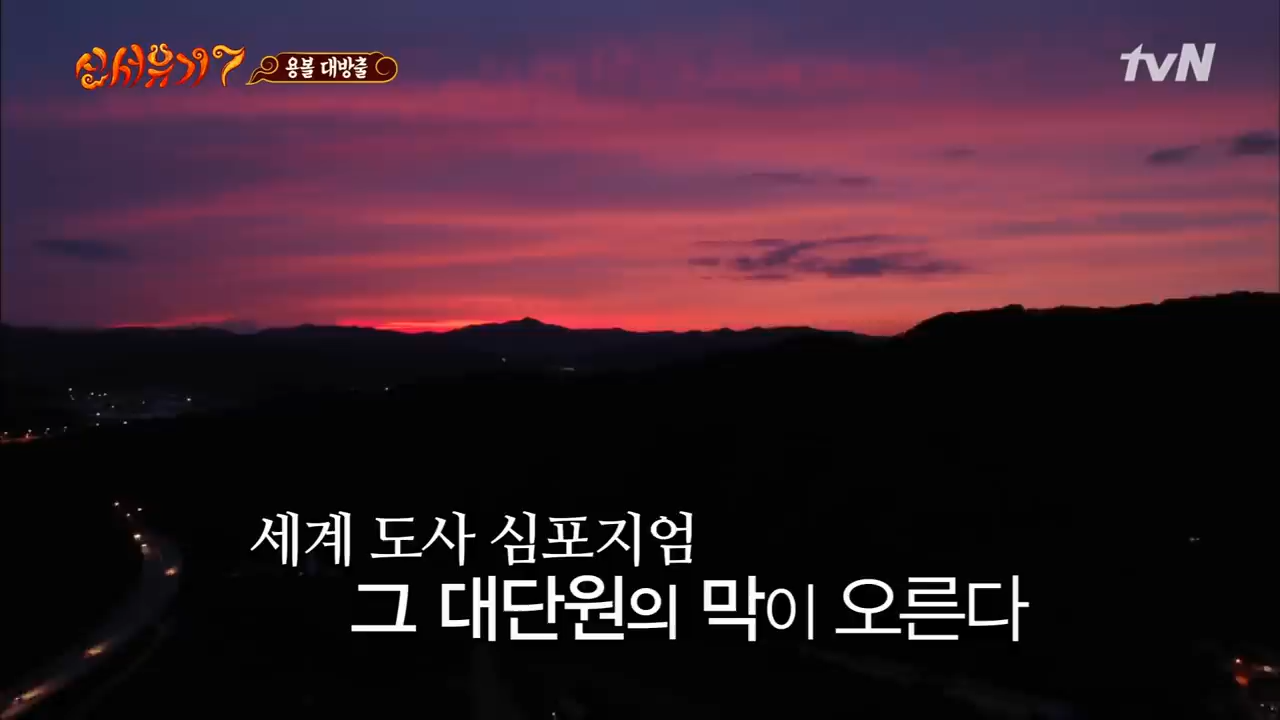 신서유기7
용볼 대방출
tvN
세계 도사 심포지엄
그 대단원의 막이 오른다